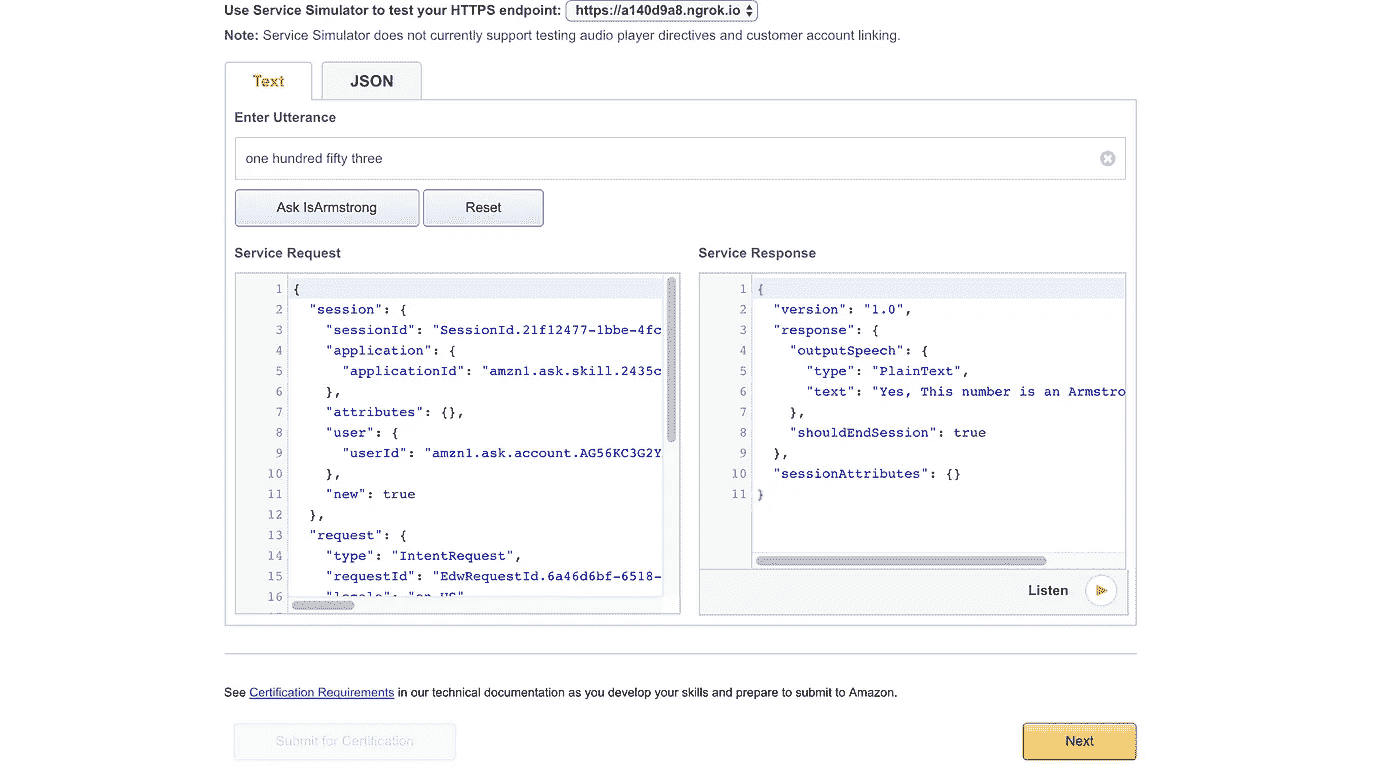 Use Service Simulator to test your HTTPS endpoint: https://a140d9a8.ngrok.io
Note: Service Simulator does not currently support testing audio player directives and customer account linking.
Text JSON
Enter Utterance
one hundred fifty three
Ask IsArmstrong Reset
Service Request
1 {
2 "session": {
3 "sessionId": "SessionId.21f12477-1bbe-4fc
4 "application": {
5 "applicationId": "amzn1.ask.skill.2435c
6 },
7 "attributes": {},
8 "user": {
9 "userId": "amzn1.ask.account.AG56KC3G2Y
10 },
11 "new": true
12 },
13 "request": {
14 "type": "IntentRequest",
15 "requestId": "EdwRequestId.6a46d6bf-6518-
16 "locale": "en-US"
Service Response
1 {
2 "version": "1.0",
3 "response": {
4 "outputSpeech": {
5 "type": "PlainText",
6 "text": "Yes, This number is an Armstro
7 },
8 "shouldEndSession": true
9 },
10 "sessionAttributes": {}
11 }
Listen
See Certification Requirements in our technical documentation as you develop your skills and prepare to submit to Amazon.
Submit for Certification Next